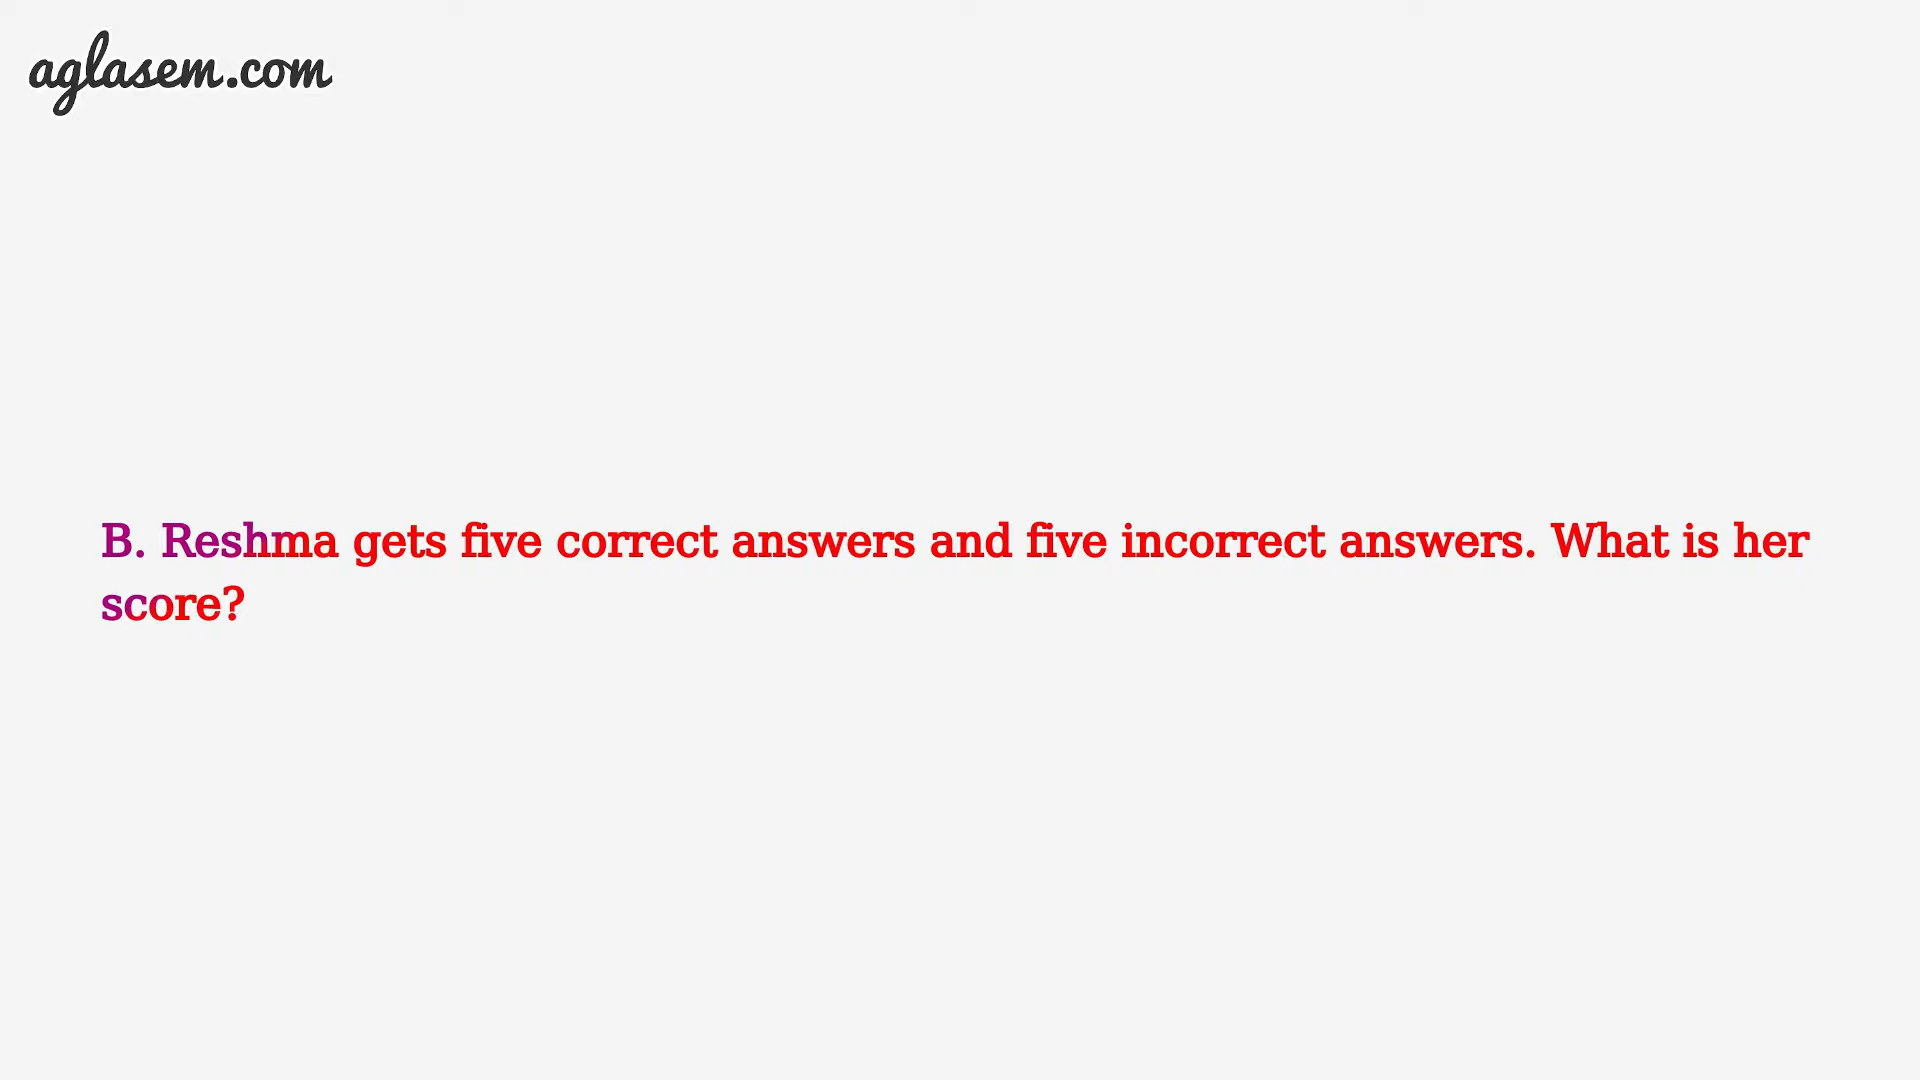 aglasem.com
B. Reshma gets five correct answers and five incorrect answers. What is her
score?